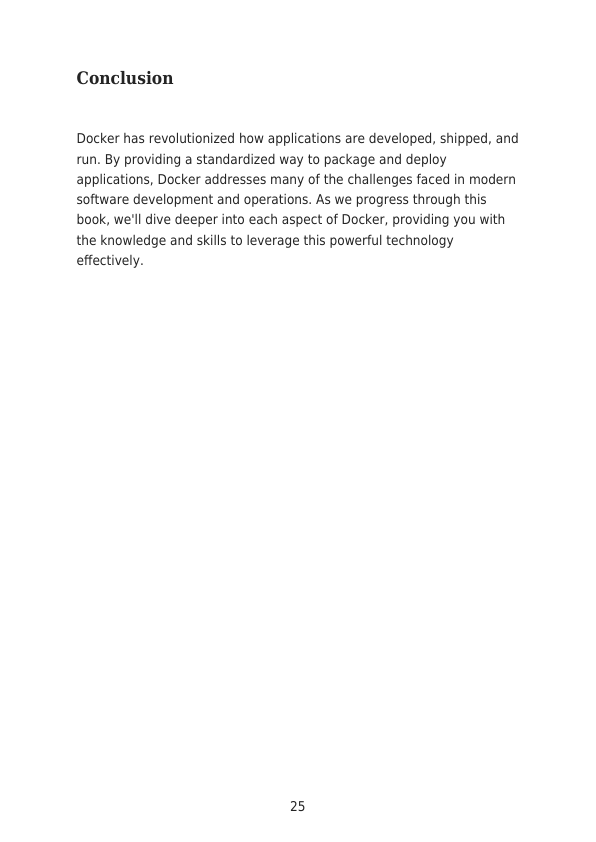 Conclusion
Docker has revolutionized how applications are developed, shipped, and
run. By providing a standardized way to package and deploy
applications, Docker addresses many of the challenges faced in modern
software development and operations. As we progress through this
book, we'll dive deeper into each aspect of Docker, providing you with
the knowledge and skills to leverage this powerful technology
effectively.
25